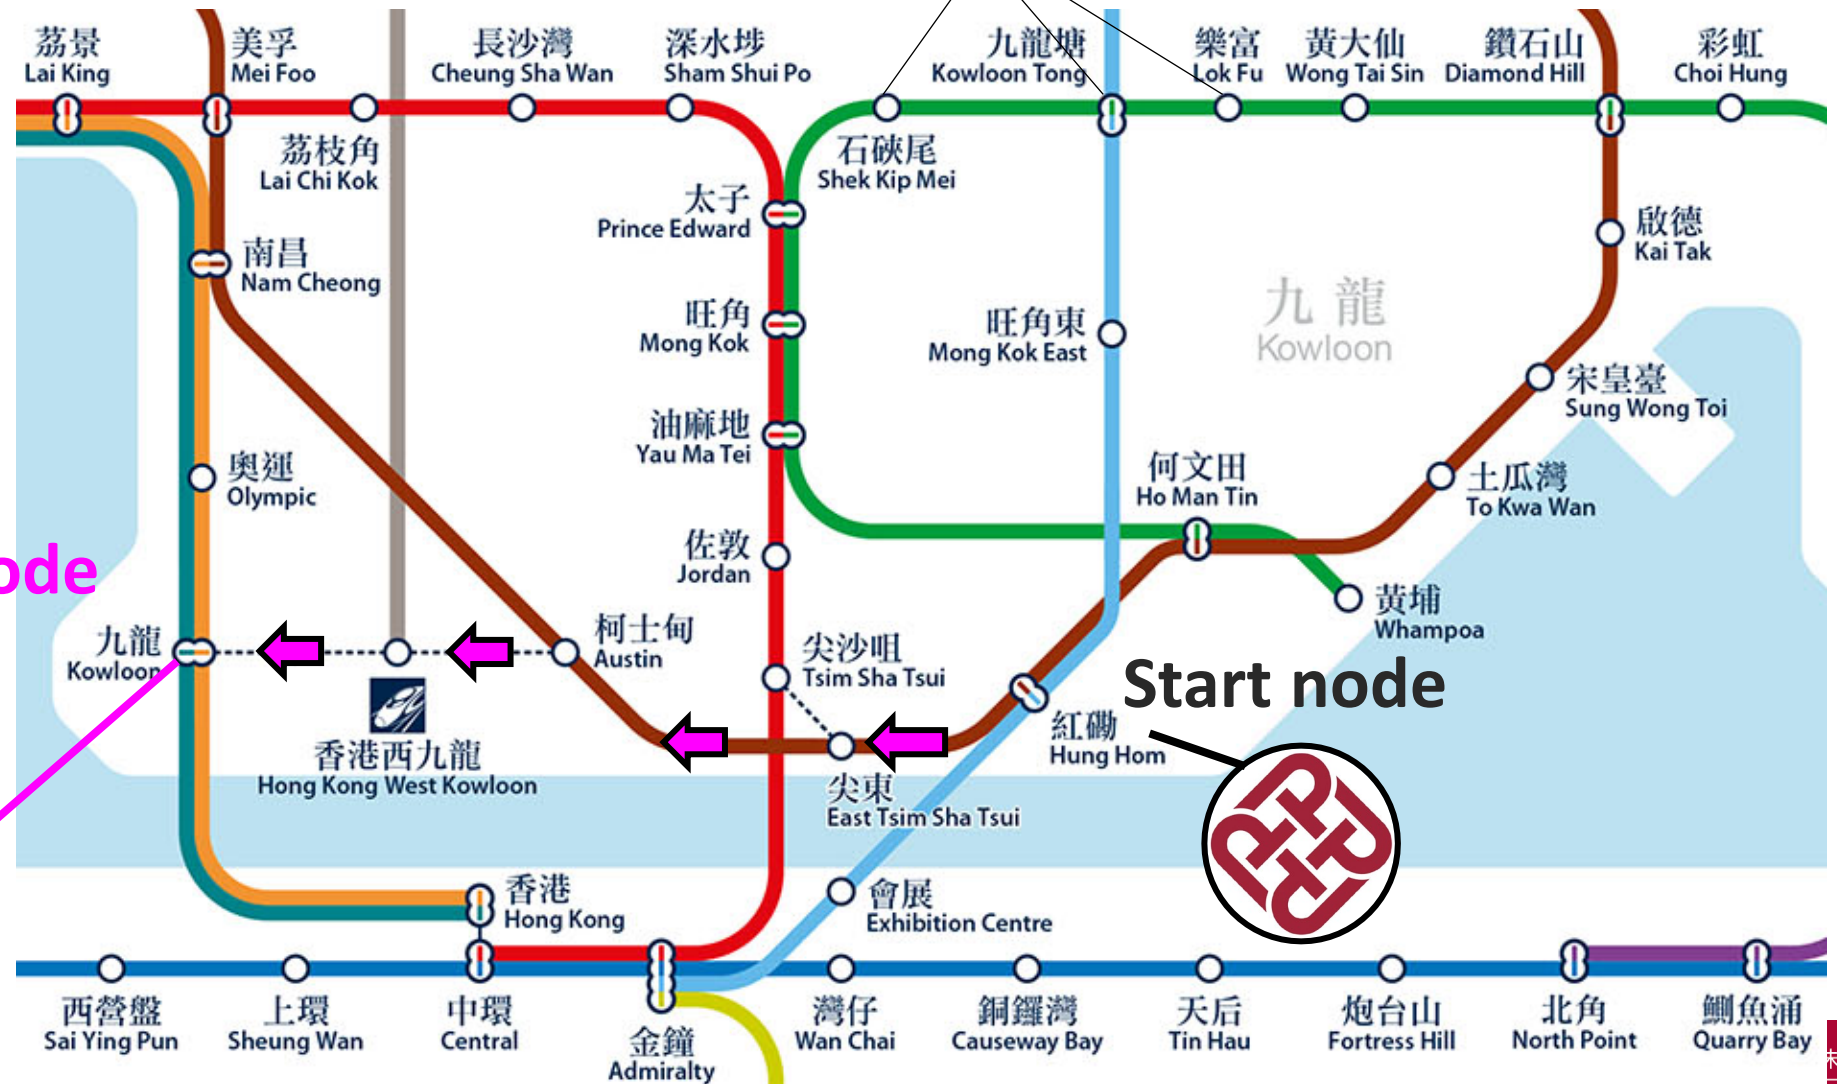 荔景
Lai King
美孚
Mei Foo
長沙灣
Cheung Sha Wan
深水埗
Sham Shui Po
九龍塘
Kowloon Tong
樂富
Lok Fu
黃大仙
Wong Tai Sin
鑽石山
Diamond Hill
彩虹
Choi Hung
荔枝角
Lai Chi Kok
石硤尾
Shek Kip Mei
太子
Prince Edward
啟德
Kai Tak
南昌
Nam Cheong
旺角
Mong Kok
旺角東
Mong Kok East
九龍
Kowloon
宋皇臺
Sung Wong Toi
油麻地
Yau Ma Tei
奧運
Olympic
何文田
Ho Man Tin
土瓜灣
To Kwa Wan
佐敦
Jordan
ode
黃埔
Whampoa
九龍
Kowloon
柯士甸
Austin
尖沙咀
Tsim Sha Tsui
Start node
紅磡
Hung Hom
香港西九龍
Hong Kong West Kowloon
尖東
East Tsim Sha Tsui
香港
Hong Kong
會展
Exhibition Centre
西營盤
Sai Ying Pun
上環
Sheung Wan
中環
Central
金鐘
Admiralty
灣仔
Wan Chai
銅鑼灣
Causeway Bay
天后
Tin Hau
炮台山
Fortress Hill
北角
North Point
鰂魚涌
Quarry Bay